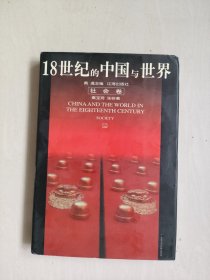 18世纪的中国与世界
社会卷
CHINA AND THE WORLD IN
THE EIGHTEENTH CENTURY
SOCIETY